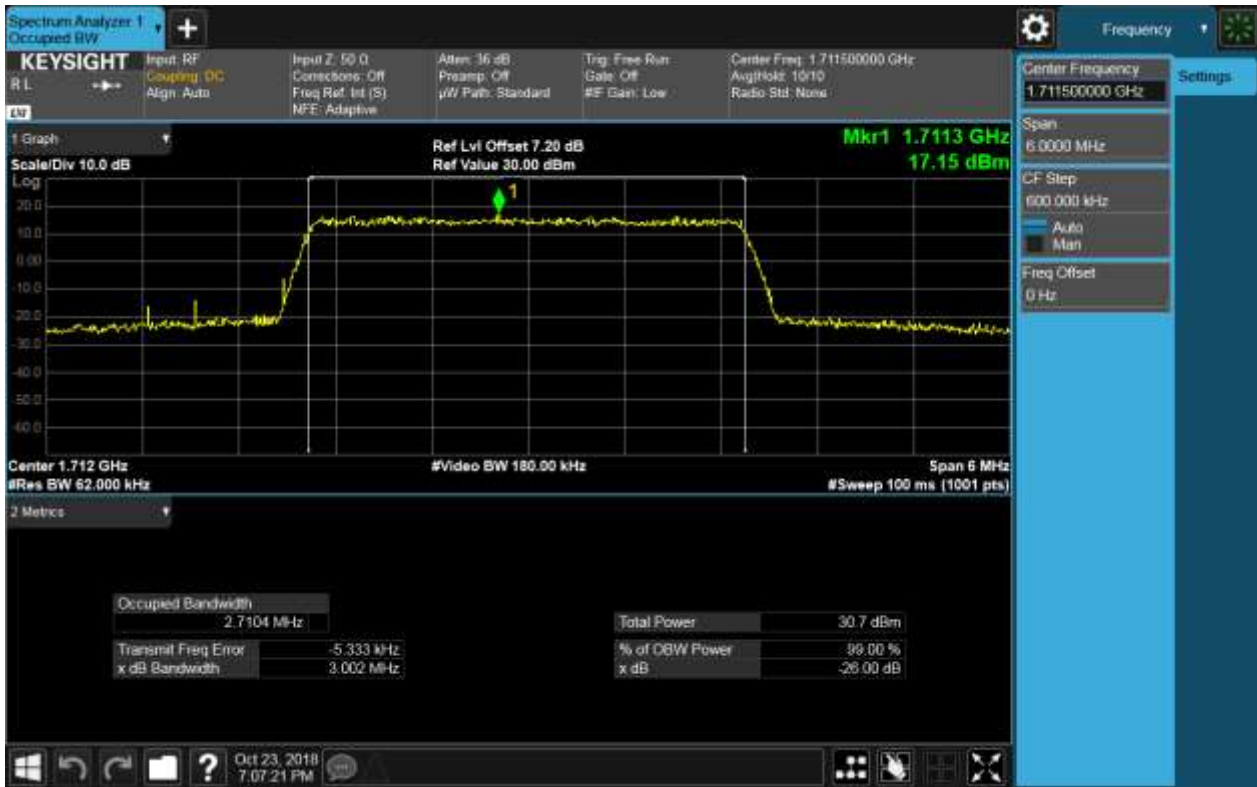 Spectrum Analyzer 1
Occupied BW
+
Frequency
KEYSIGHT
R L
Input: RF
Coupling: DC
Align: Auto
Input Z: 50 Ω
Corrections: Off
Freq Ref: Int (S)
NFE: Adaptive
Atten: 36 dB
Preamp: Off
µW Path: Standard
Trig: Free Run
Gate: Off
#IF Gain: Low
Center Freq: 1.711500000 GHz
Avg|Hold: 10/10
Radio Std: None
Center Frequency
1.711500000 GHz
Settings
Span
6.0000 MHz
CF Step
600.000 kHz
Auto
Man
Freq Offset
0 Hz
1 Graph
Scale/Div 10.0 dB
Ref Lvl Offset 7.20 dB
Ref Value 30.00 dBm
Mkr1 1.7113 GHz
17.15 dBm
Log
20.0
10.0
0.00
-10.0
-20.0
-30.0
-40.0
-50.0
-60.0
1
Center 1.712 GHz
#Video BW 180.00 kHz
Span 6 MHz
#Res BW 62.000 kHz
#Sweep 100 ms (1001 pts)
2 Metrics
Occupied Bandwidth
2.7104 MHz
Total Power 30.7 dBm
Transmit Freq Error -5.333 kHz
% of OBW Power 99.00 %
x dB Bandwidth 3.002 MHz
x dB -26.00 dB
?
Oct 23, 2018
7:07:21 PM